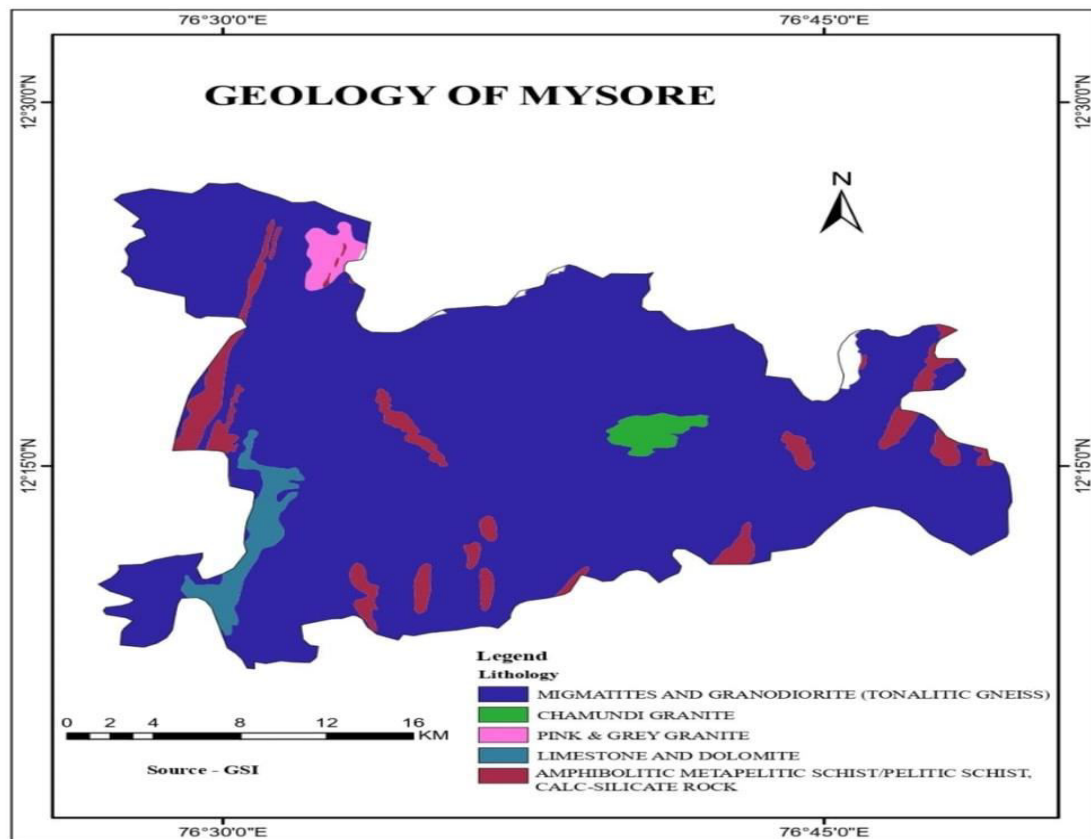 76°30'0"E 76°45'0"E
GEOLOGY OF MYSORE
12°30'0"N 12°30'0"N
N
12°15'0"N 12°15'0"N
Legend
Lithology
MIGMATITES AND GRANODIORITE (TONALITIC GNEISS)
CHAMUNDI GRANITE
PINK & GREY GRANITE
LIMESTONE AND DOLOMITE
AMPHIBOLITIC METAPELITIC SCHIST/PELITIC SCHIST,
CALC-SILICATE ROCK
0 2 4 8 12 16
KM
Source - GSI
76°30'0"E 76°45'0"E